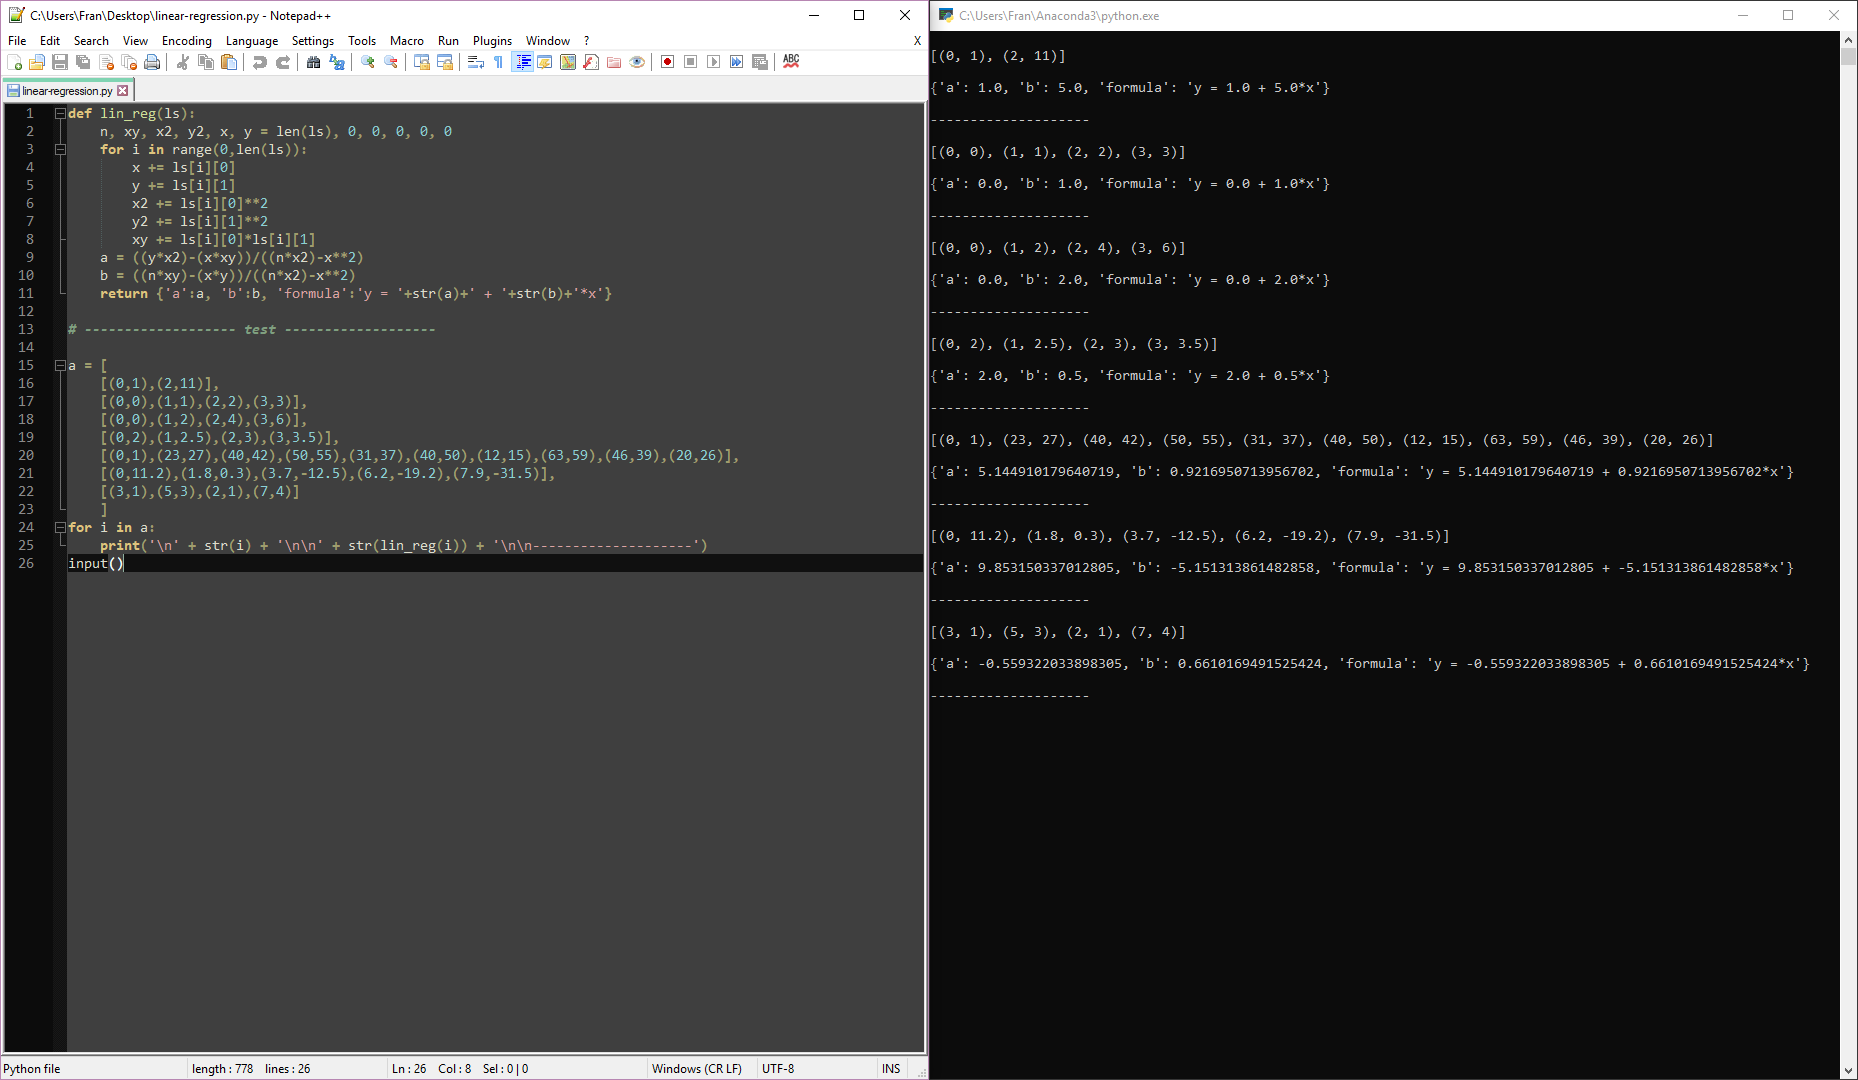 C:\Users\Fran\Desktop\linear-regression.py - Notepad++
File Edit Search View Encoding Language Settings Tools Macro Run Plugins Window ? X
ABC
linear-regression.py
1 def lin_reg(ls):
2 n, xy, x2, y2, x, y = len(ls), 0, 0, 0, 0, 0
3 for i in range(0,len(ls)):
4 x += ls[i][0]
5 y += ls[i][1]
6 x2 += ls[i][0]**2
7 y2 += ls[i][1]**2
8 xy += ls[i][0]*ls[i][1]
9 a = ((y*x2)-(x*xy))/((n*x2)-x**2)
10 b = ((n*xy)-(x*y))/((n*x2)-x**2)
11 return {'a':a, 'b':b, 'formula':'y = '+str(a)+' + '+str(b)+'*x'}
12
13 # ------------------- test -------------------
14
15 a = [
16 [(0,1),(2,11)],
17 [(0,0),(1,1),(2,2),(3,3)],
18 [(0,0),(1,2),(2,4),(3,6)],
19 [(0,2),(1,2.5),(2,3),(3,3.5)],
20 [(0,1),(23,27),(40,42),(50,55),(31,37),(40,50),(12,15),(63,59),(46,39),(20,26)],
21 [(0,11.2),(1.8,0.3),(3.7,-12.5),(6.2,-19.2),(7.9,-31.5)],
22 [(3,1),(5,3),(2,1),(7,4)]
23 ]
24 for i in a:
25 print('\n' + str(i) + '\n\n' + str(lin_reg(i)) + '\n\n--------------------')
26 input()
Python file length : 778 lines : 26 Ln : 26 Col : 8 Sel : 0 | 0 Windows (CR LF) UTF-8 INS
C:\Users\Fran\Anaconda3\python.exe
[(0, 1), (2, 11)]
{'a': 1.0, 'b': 5.0, 'formula': 'y = 1.0 + 5.0*x'}
--------------------
[(0, 0), (1, 1), (2, 2), (3, 3)]
{'a': 0.0, 'b': 1.0, 'formula': 'y = 0.0 + 1.0*x'}
--------------------
[(0, 0), (1, 2), (2, 4), (3, 6)]
{'a': 0.0, 'b': 2.0, 'formula': 'y = 0.0 + 2.0*x'}
--------------------
[(0, 2), (1, 2.5), (2, 3), (3, 3.5)]
{'a': 2.0, 'b': 0.5, 'formula': 'y = 2.0 + 0.5*x'}
--------------------
[(0, 1), (23, 27), (40, 42), (50, 55), (31, 37), (40, 50), (12, 15), (63, 59), (46, 39), (20, 26)]
{'a': 5.144910179640719, 'b': 0.9216950713956702, 'formula': 'y = 5.144910179640719 + 0.9216950713956702*x'}
--------------------
[(0, 11.2), (1.8, 0.3), (3.7, -12.5), (6.2, -19.2), (7.9, -31.5)]
{'a': 9.853150337012805, 'b': -5.151313861482858, 'formula': 'y = 9.853150337012805 + -5.151313861482858*x'}
--------------------
[(3, 1), (5, 3), (2, 1), (7, 4)]
{'a': -0.559322033898305, 'b': 0.6610169491525424, 'formula': 'y = -0.559322033898305 + 0.6610169491525424*x'}
--------------------